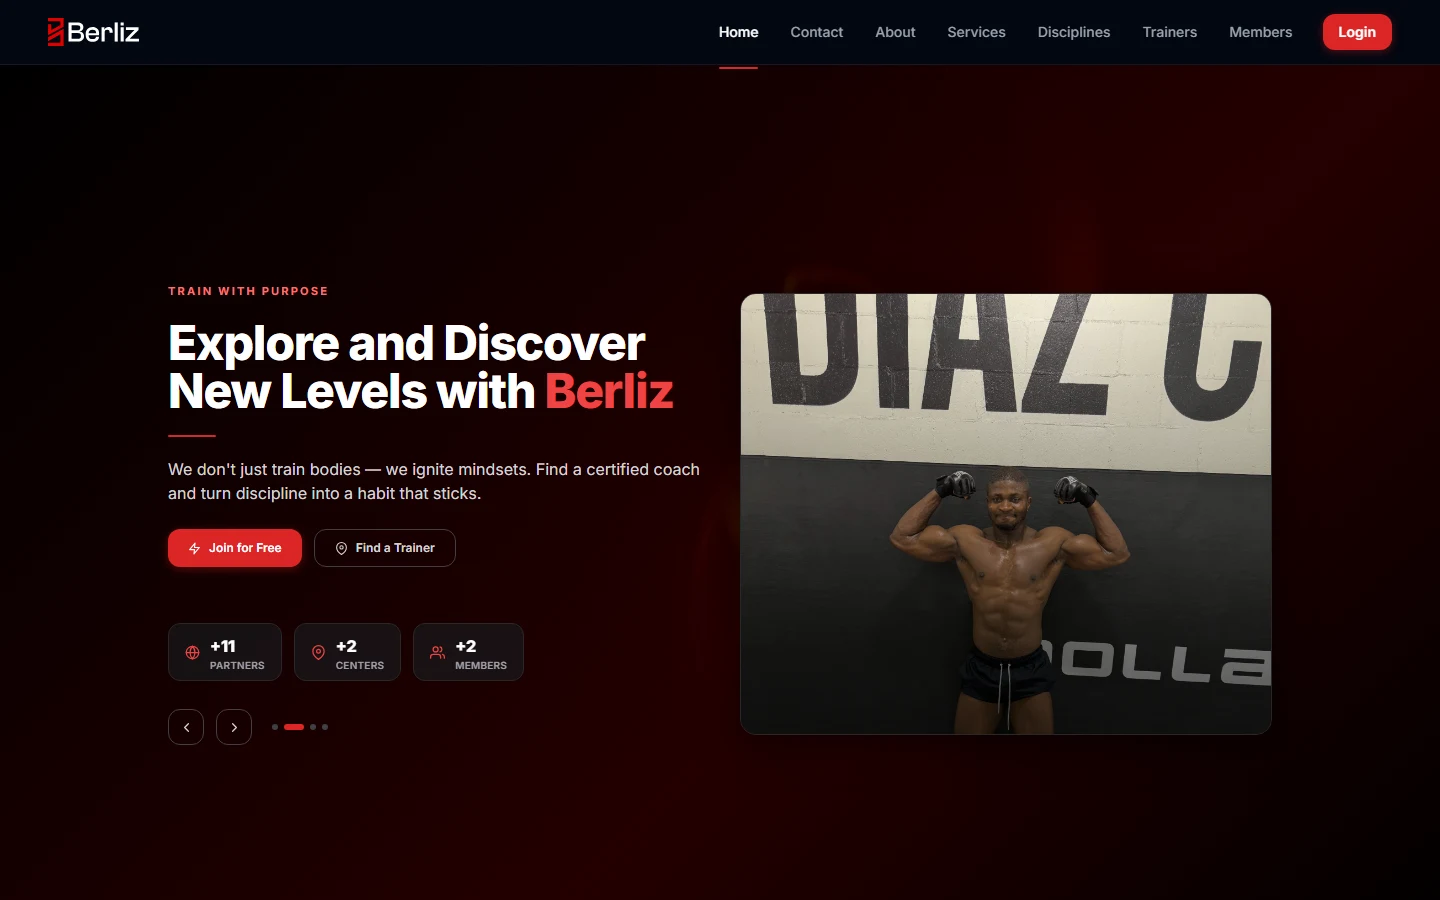 Berliz
Home
Contact
About
Services
Disciplines
Trainers
Members
Login
TRAIN WITH PURPOSE
Explore and Discover
New Levels with Berliz
We don't just train bodies — we ignite mindsets. Find a certified coach
and turn discipline into a habit that sticks.
Join for Free
Find a Trainer
+11
PARTNERS
+2
CENTERS
+2
MEMBERS
DIAZ C